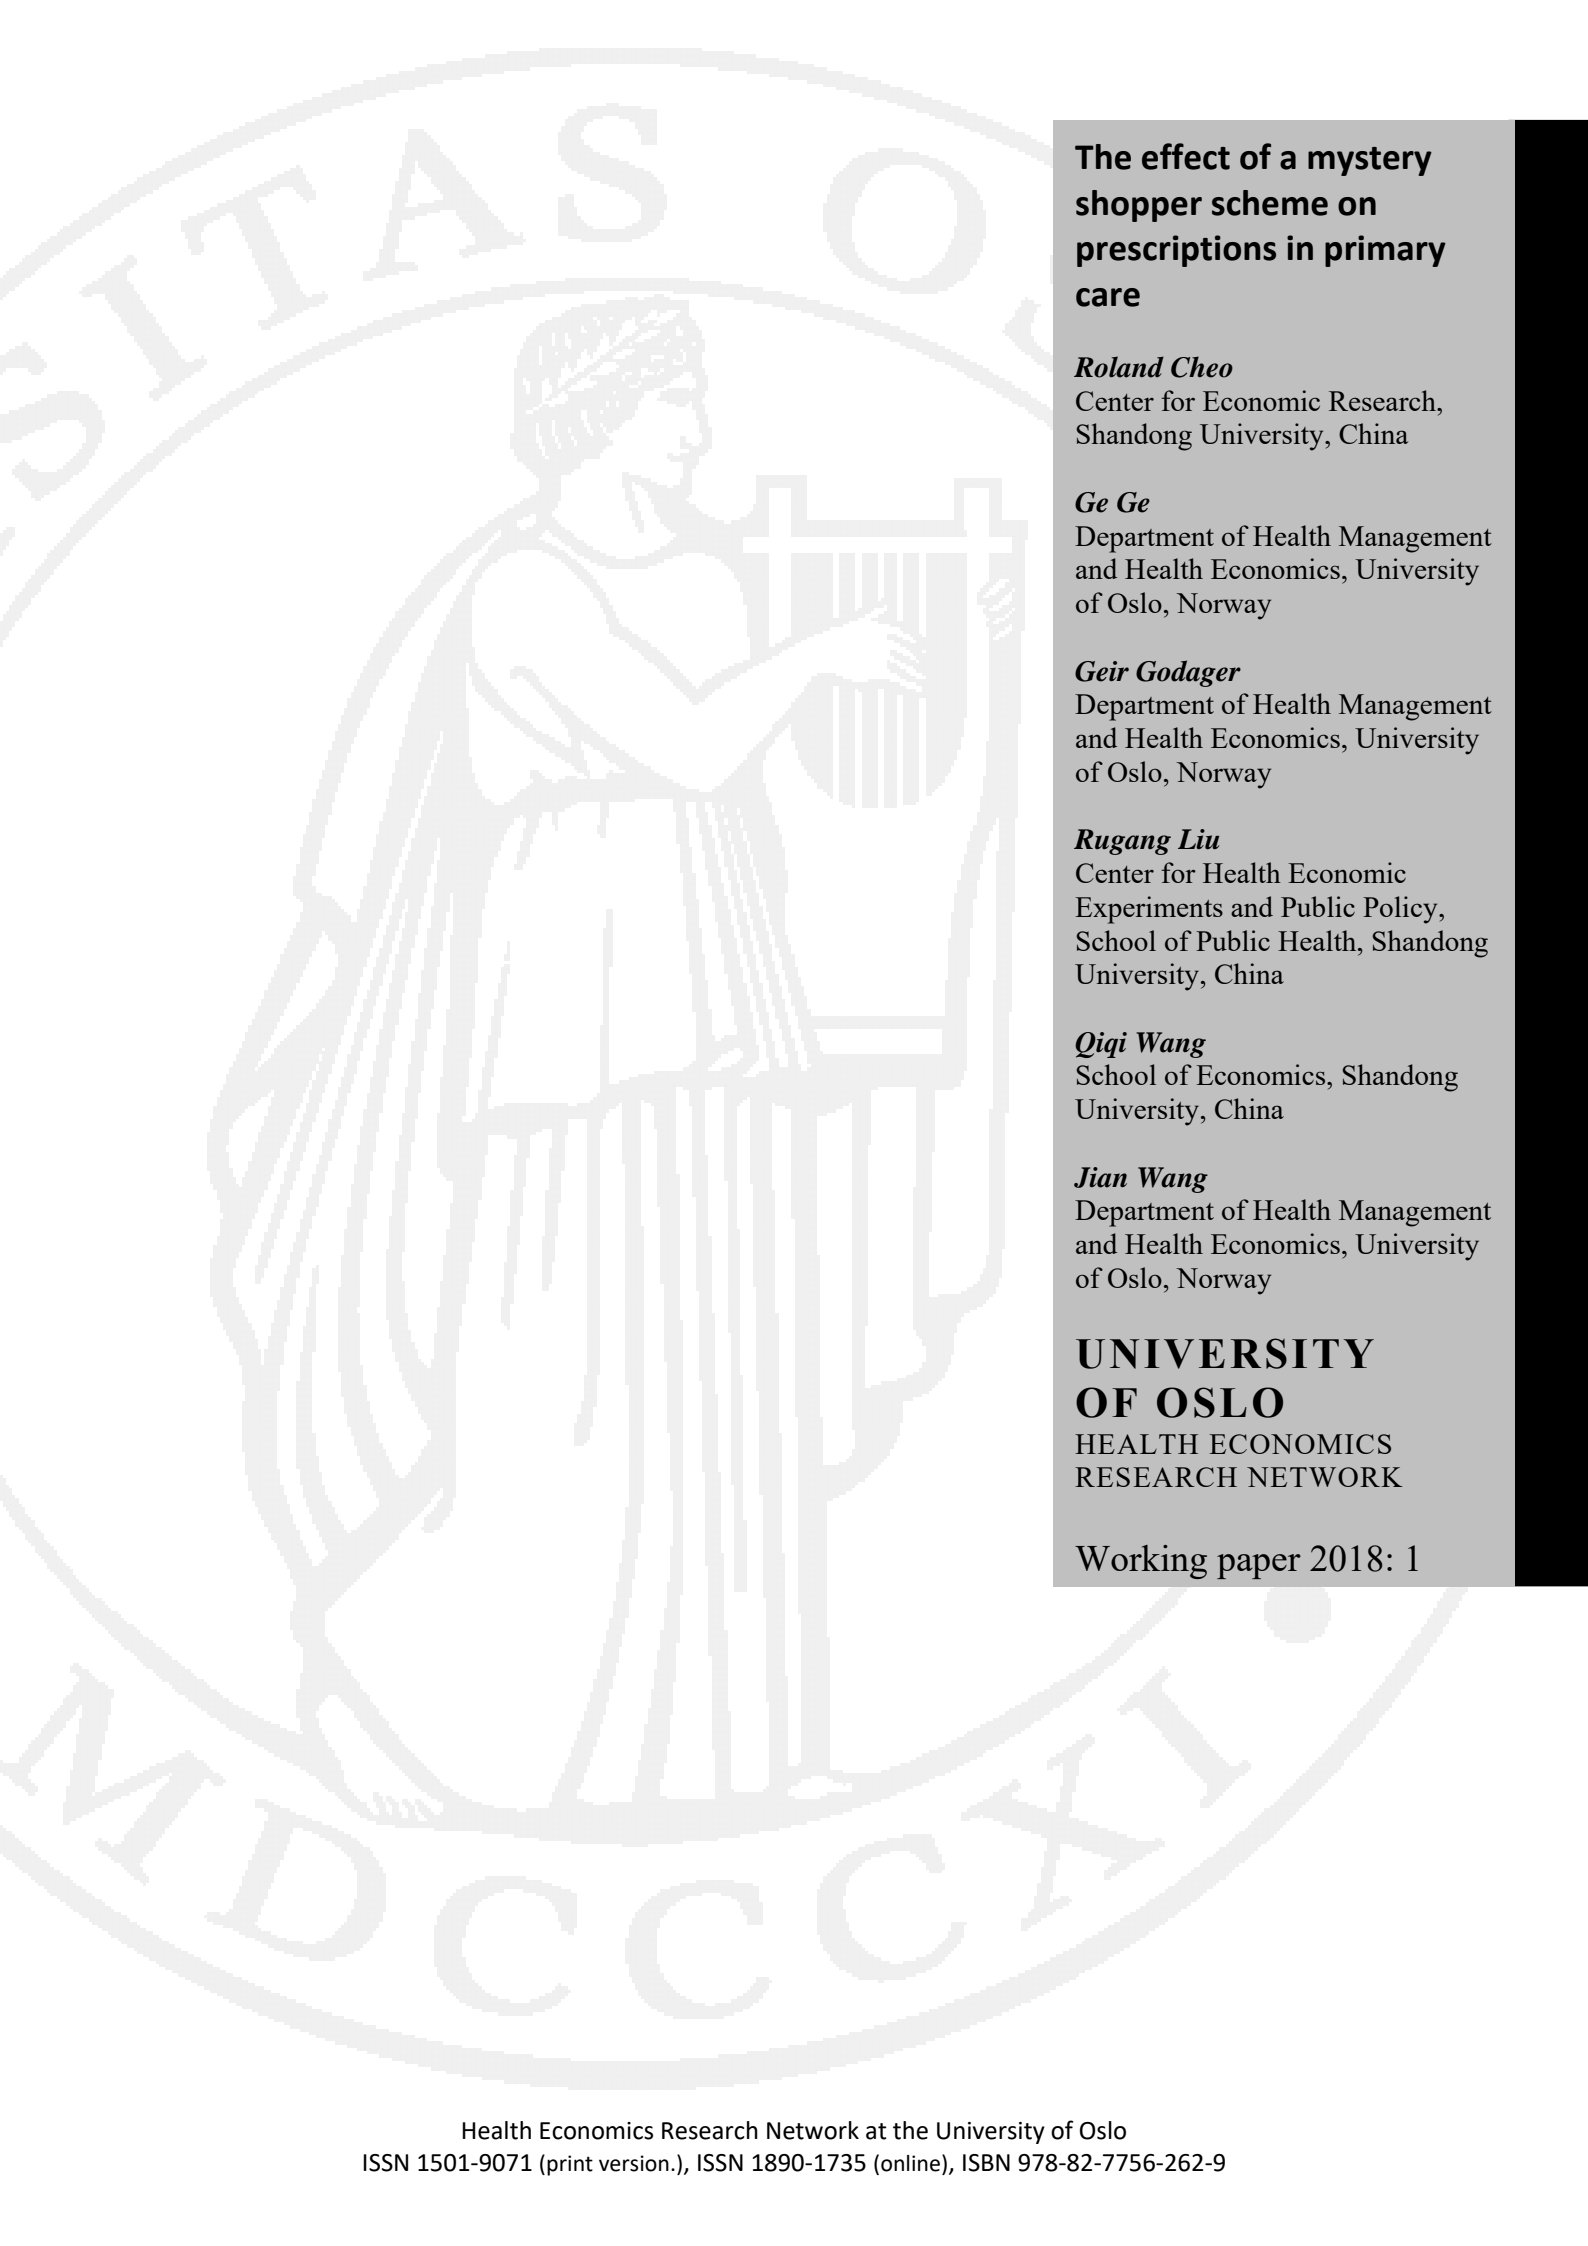 SITAS OS
The effect of a mystery
shopper scheme on
prescriptions in primary
care
Roland Cheo
Center for Economic Research,
Shandong University, China
Ge Ge
Department of Health Management
and Health Economics, University
of Oslo, Norway
Geir Godager
Department of Health Management
and Health Economics, University
of Oslo, Norway
Rugang Liu
Center for Health Economic
Experiments and Public Policy,
School of Public Health, Shandong
University, China
Qiqi Wang
School of Economics, Shandong
University, China
Jian Wang
Department of Health Management
and Health Economics, University
of Oslo, Norway
UNIVERSITY
OF OSLO
HEALTH ECONOMICS
RESEARCH NETWORK
Working paper 2018: 1
MDCCCXI
Health Economics Research Network at the University of Oslo
ISSN 1501-9071 (print version.), ISSN 1890-1735 (online), ISBN 978-82-7756-262-9